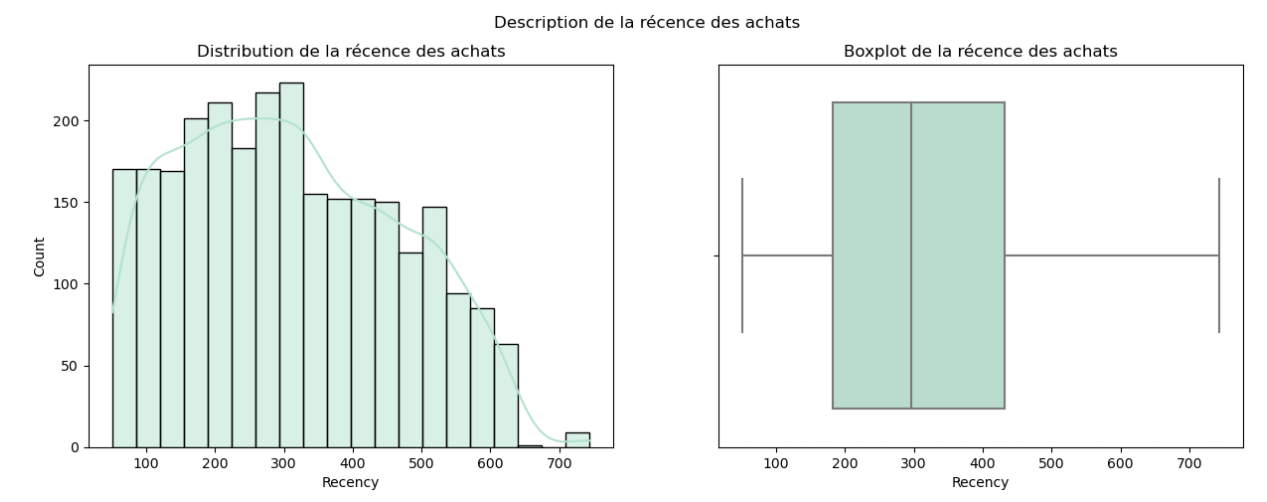 Description de la récence des achats
Distribution de la récence des achats
200
150
100
50
0
Count
100 200 300 400 500 600 700
Recency
Boxplot de la récence des achats
100 200 300 400 500 600 700
Recency